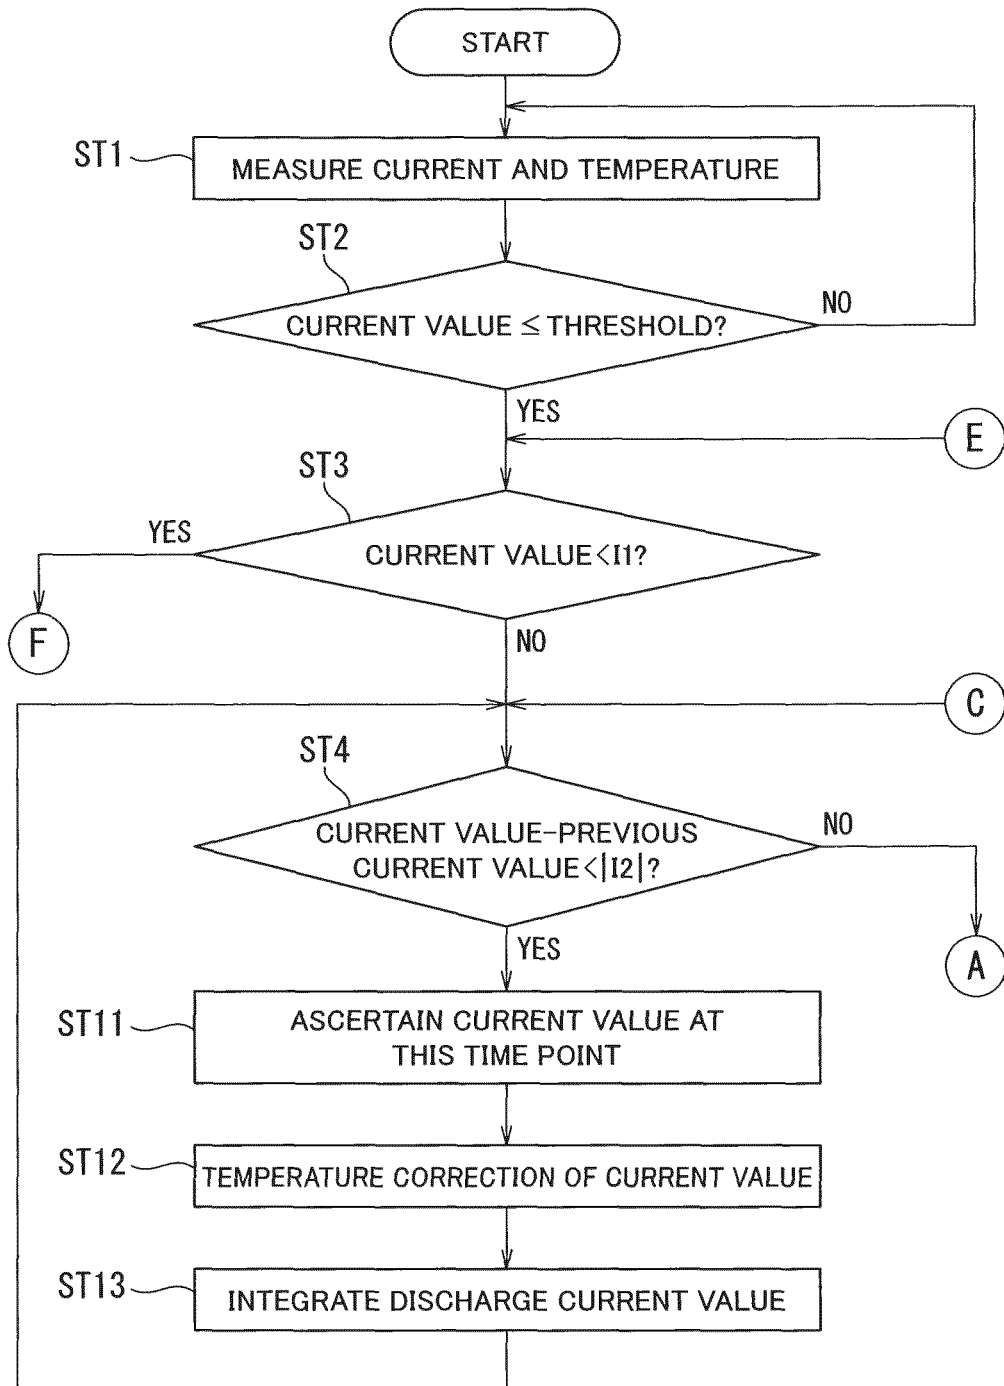 START
ST1
MEASURE CURRENT AND TEMPERATURE
ST2
CURRENT VALUE ≤ THRESHOLD?
NO
YES
E
ST3
YES
CURRENT VALUE<I1?
F
NO
C
ST4
CURRENT VALUE-PREVIOUS
CURRENT VALUE<|I2|?
NO
YES
A
ST11
ASCERTAIN CURRENT VALUE AT
THIS TIME POINT
ST12
TEMPERATURE CORRECTION OF CURRENT VALUE
ST13
INTEGRATE DISCHARGE CURRENT VALUE